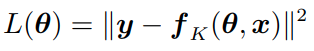 L(θ) = ‖y − f_K(θ, x)‖²